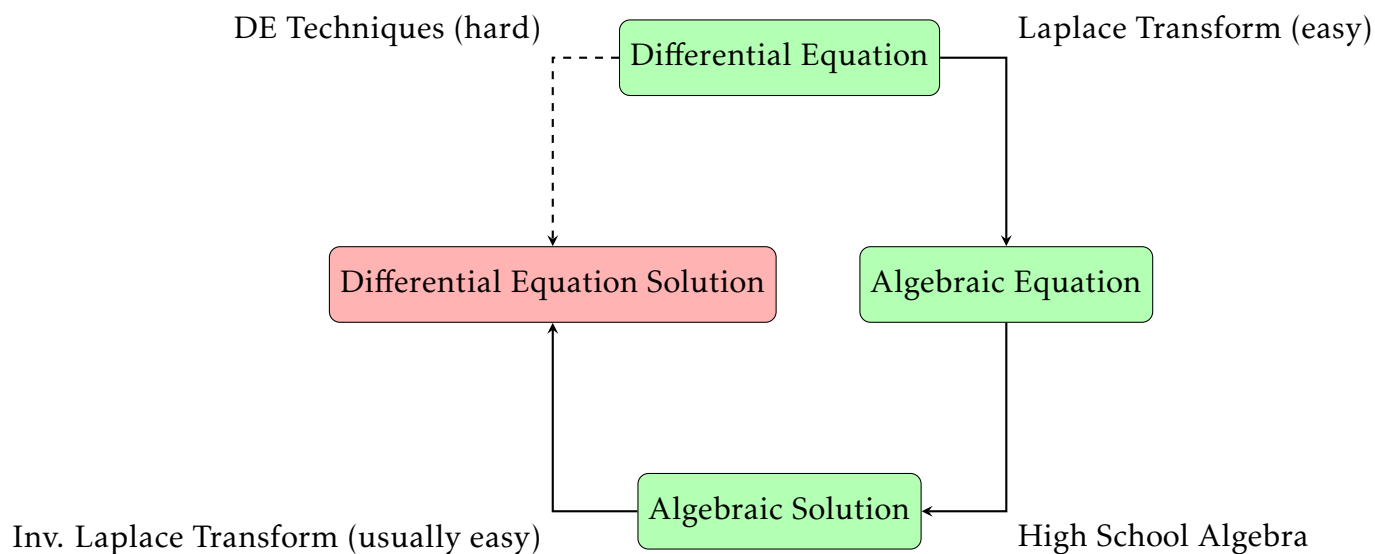 DE Techniques (hard)
Differential Equation
Laplace Transform (easy)
Differential Equation Solution
Algebraic Equation
Algebraic Solution
Inv. Laplace Transform (usually easy)
High School Algebra